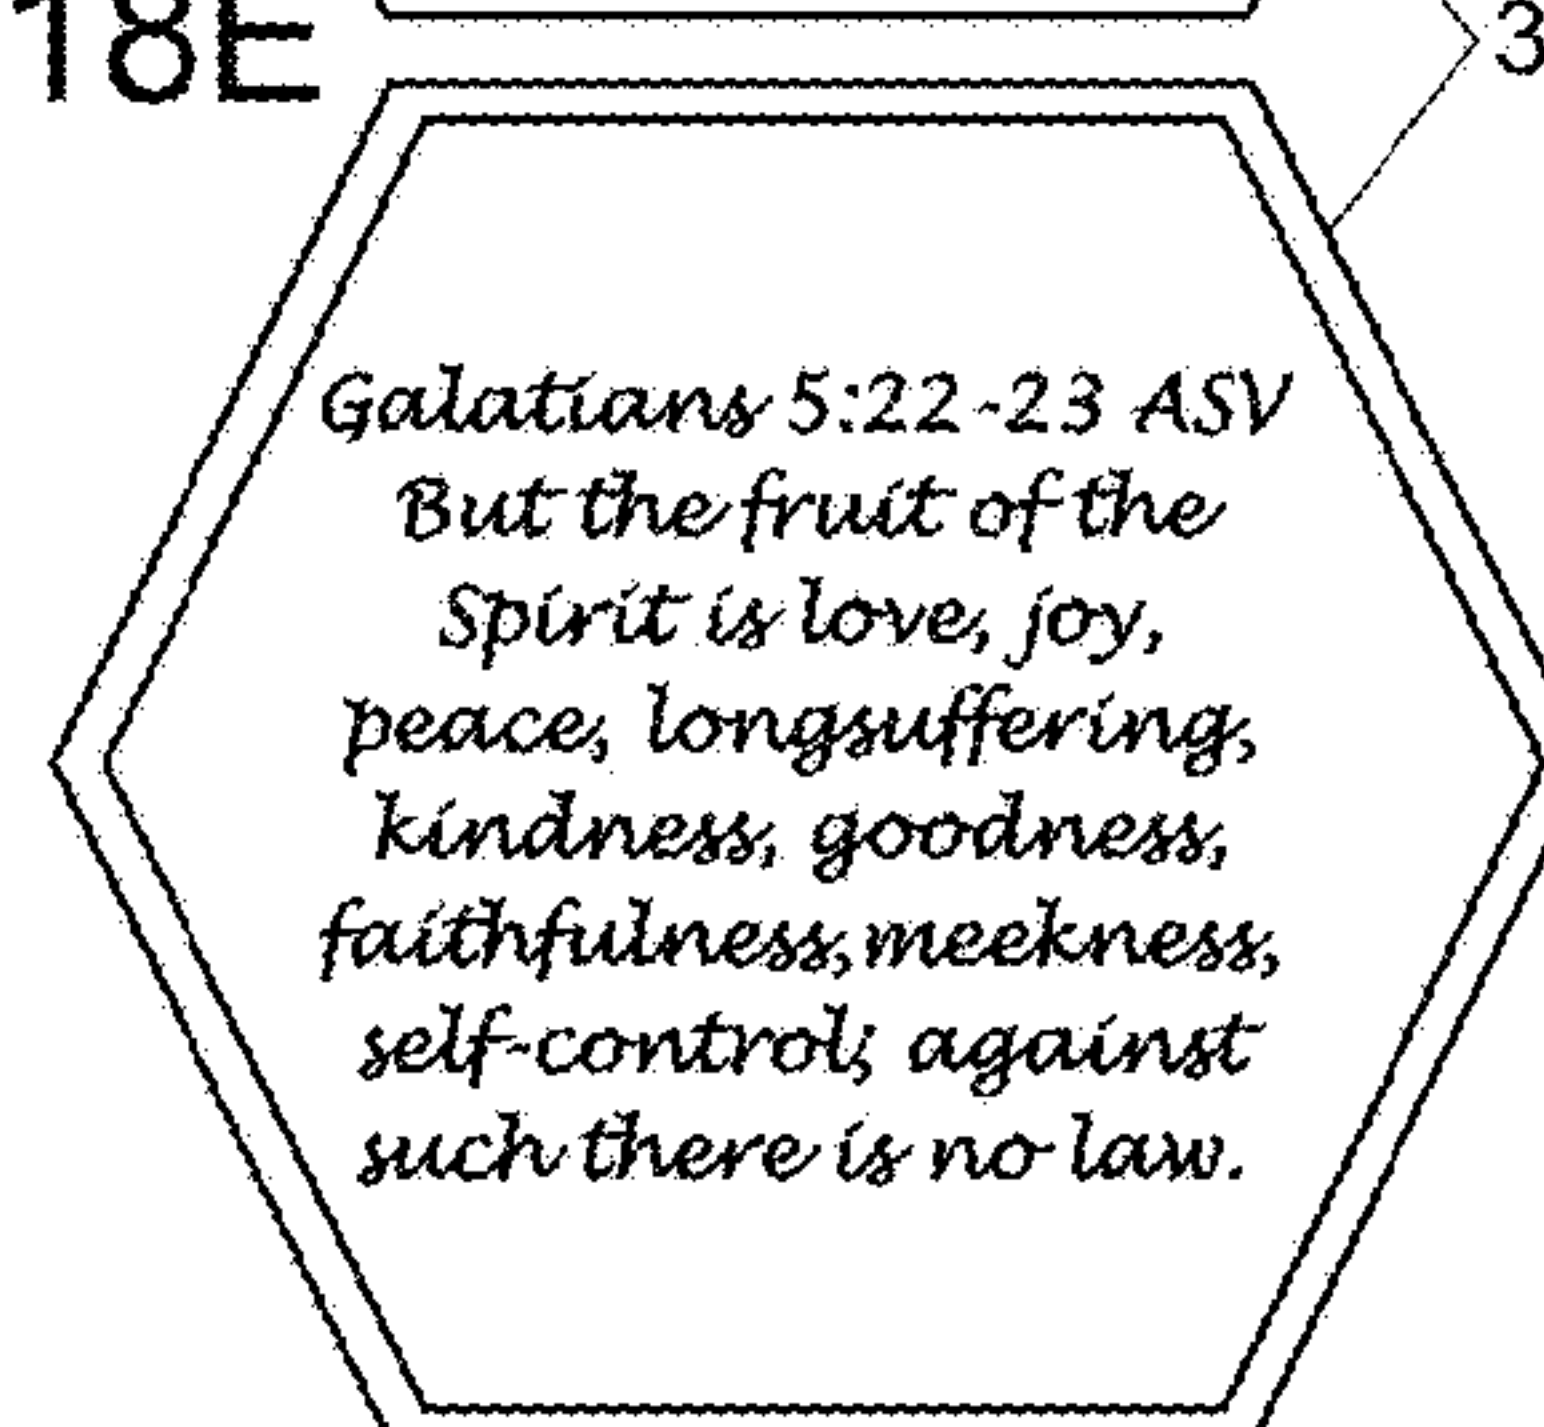 18E
3
Galatians 5:22-23 ASV
But the fruit of the
Spirit is love, joy,
peace, longsuffering,
kindness, goodness,
faithfulness, meekness,
self-control; against
such there is no law.